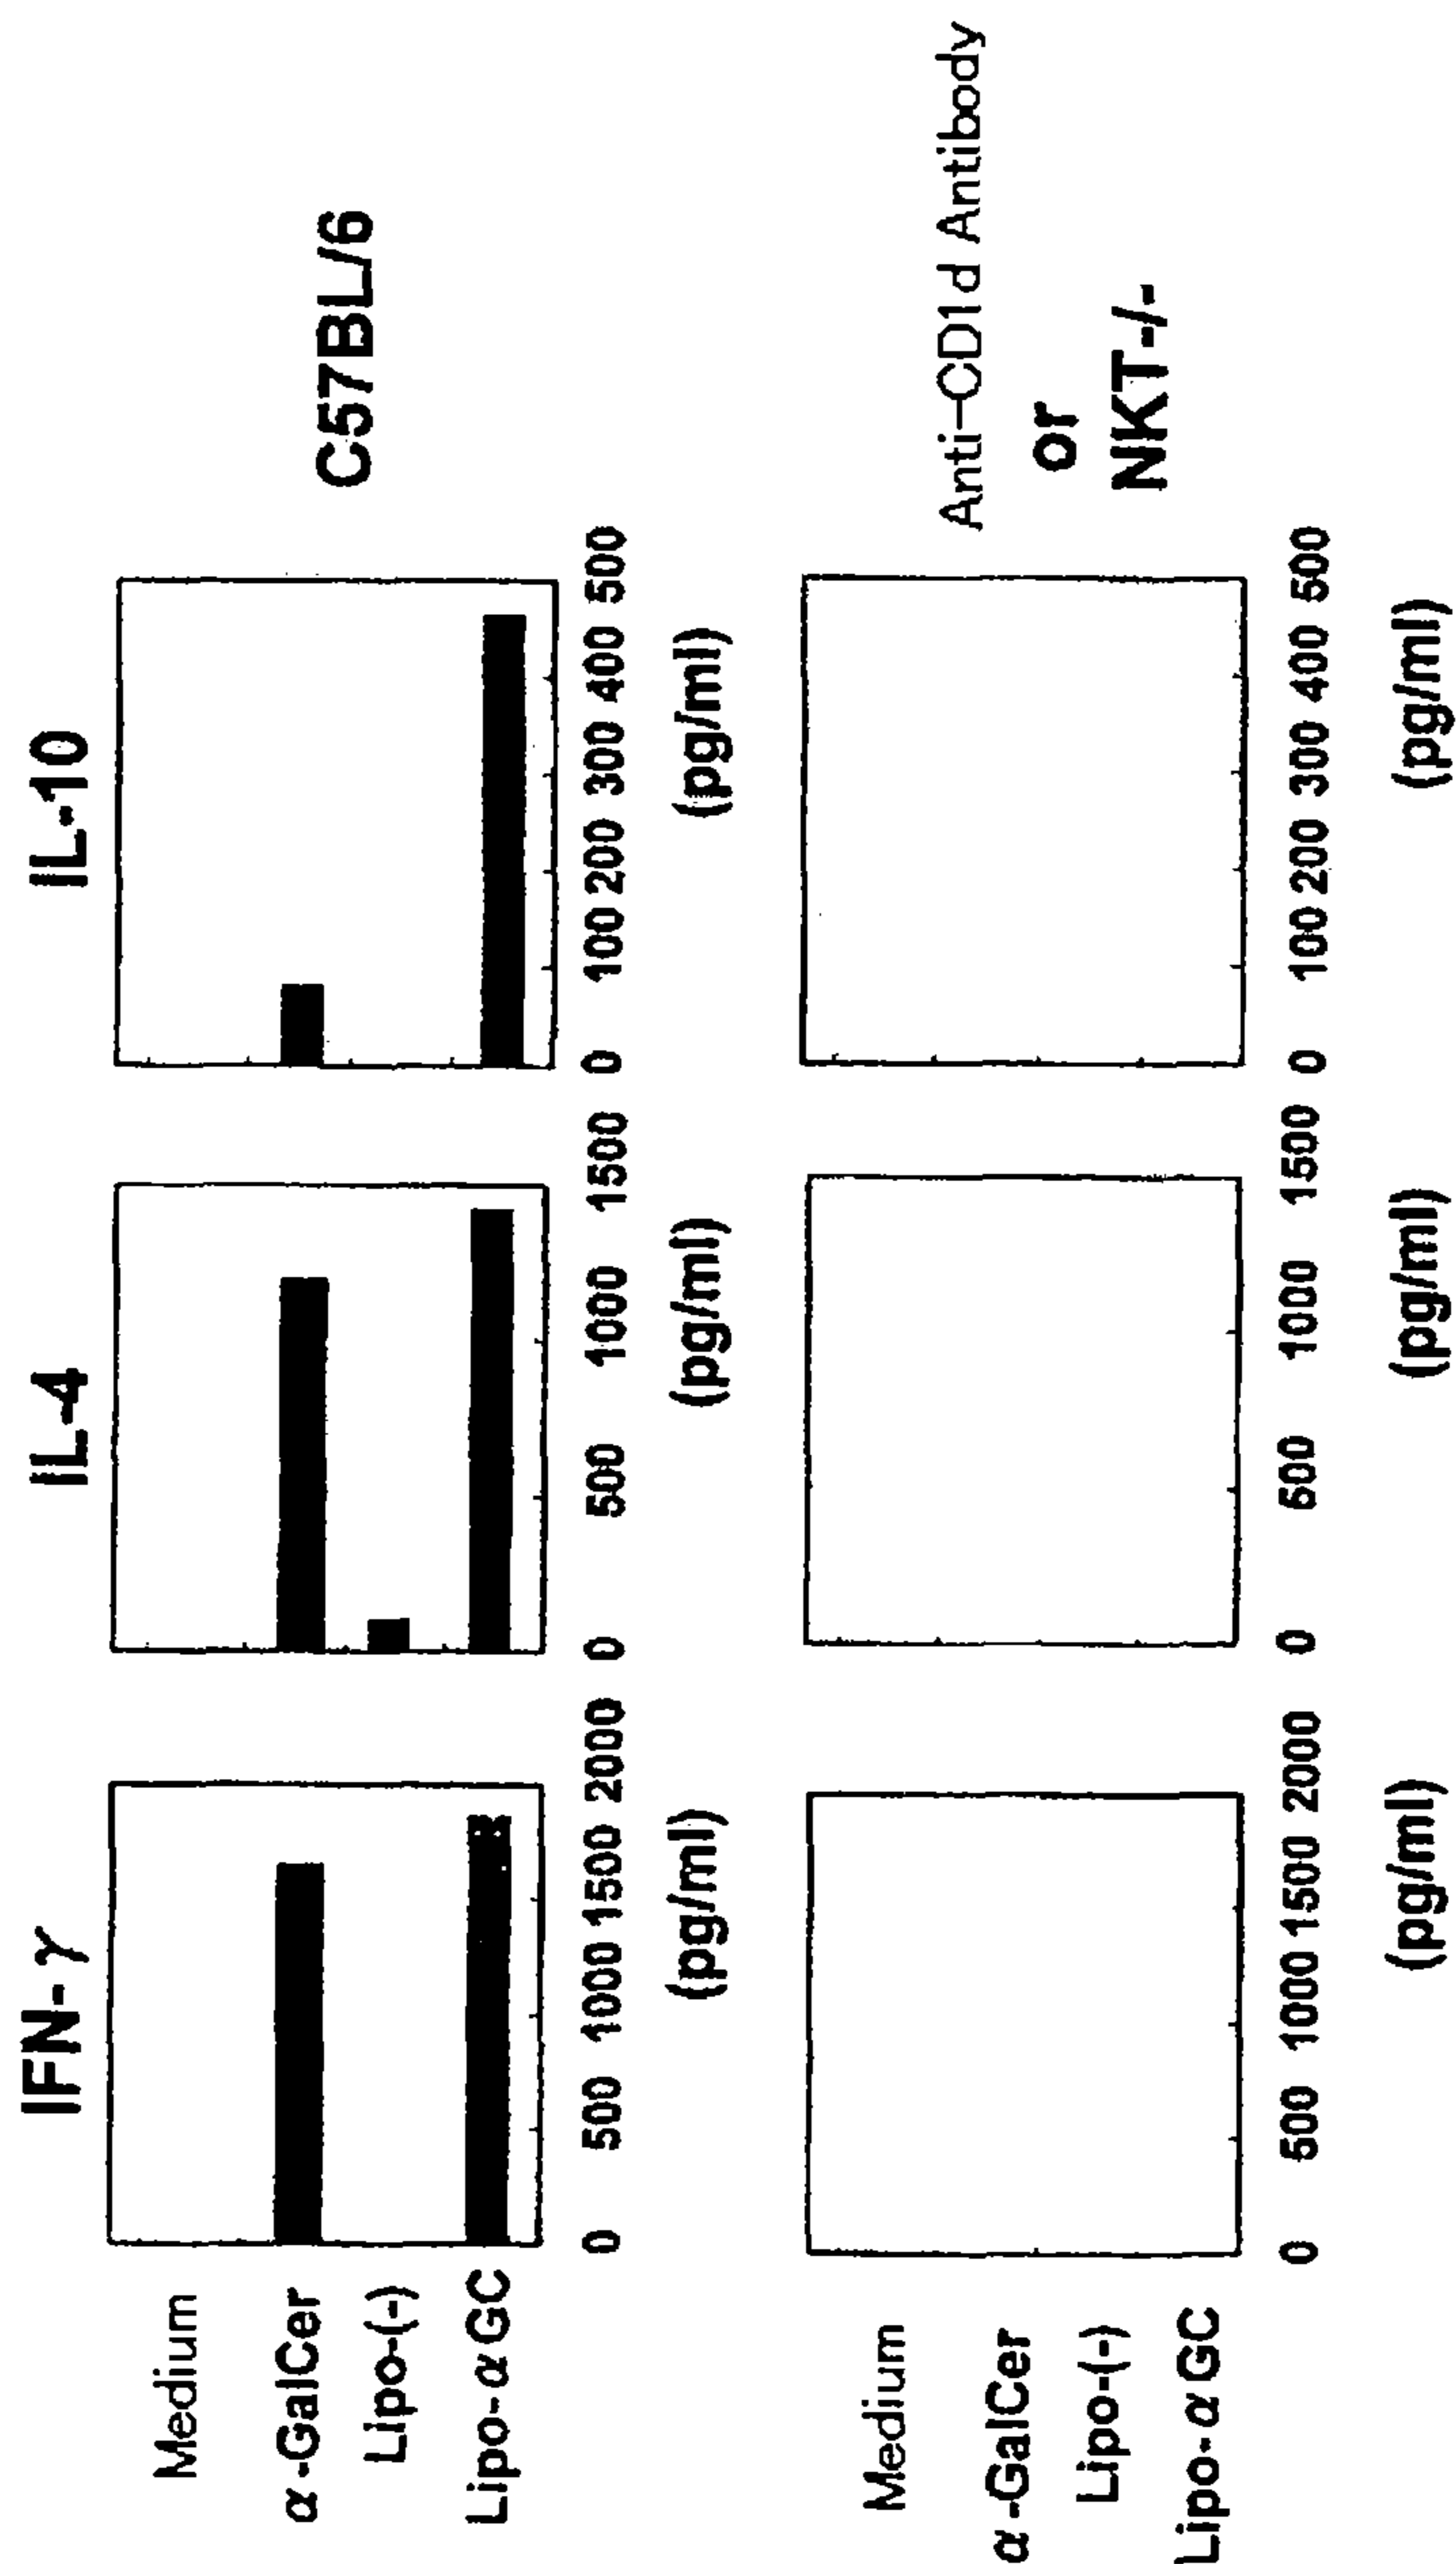 IFN-γ IL-4 IL-10
Medium
α-GalCer
Lipo-(-)
Lipo-αGC
C57BL/6
0 500 1000 1500 2000 0 500 1000 1500 0 100 200 300 400 500
(pg/ml) (pg/ml) (pg/ml)
Medium
α-GalCer
Lipo-(-)
Lipo-αGC
Anti-CD1d Antibody
or
NKT-/-
0 500 1000 1500 2000 0 500 1000 1500 0 100 200 300 400 500
(pg/ml) (pg/ml) (pg/ml)